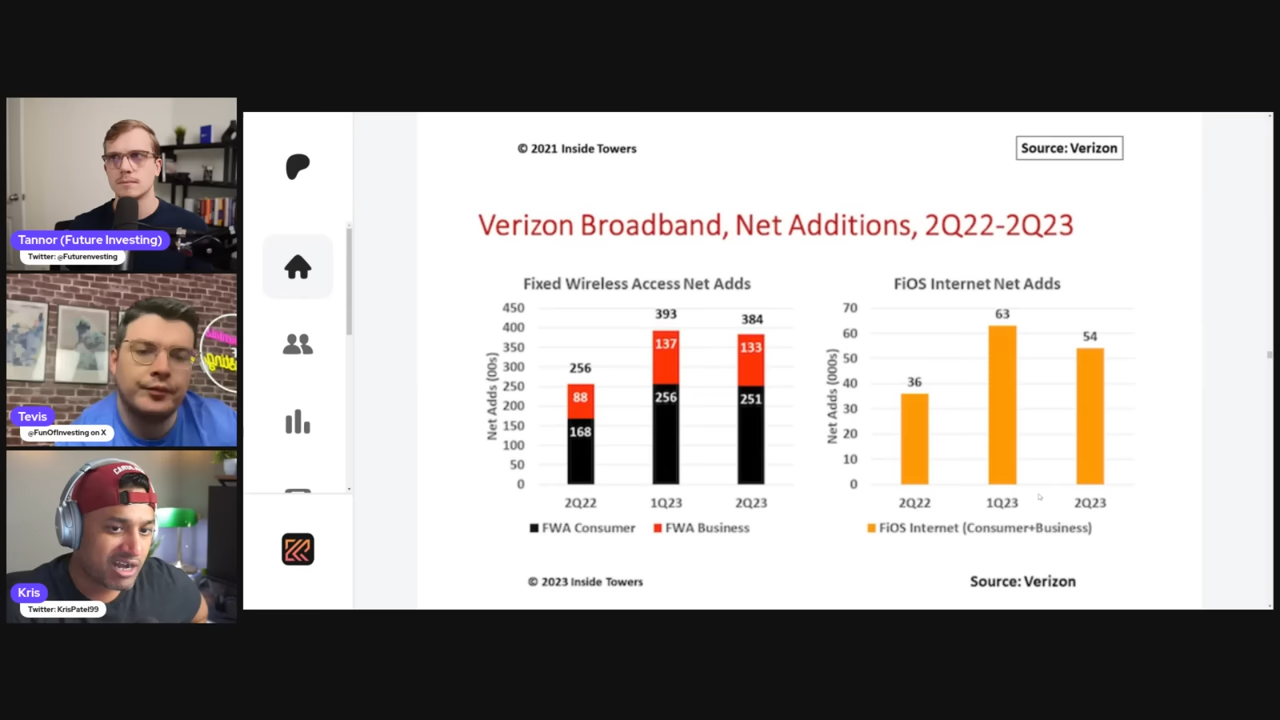 Tannor (Future Investing)
Twitter: @Futurenvesting
Tevis
@FunOfInvesting on X
Kris
Twitter: KrisPatel99
© 2021 Inside Towers
Source: Verizon
Verizon Broadband, Net Additions, 2Q22-2Q23
Fixed Wireless Access Net Adds
Net Adds (00s)
450
400
350
300
250
200
150
100
50
0
256
88
168
393
137
256
384
133
251
2Q22
1Q23
2Q23
FWA Consumer
FWA Business
FiOS Internet Net Adds
Net Adds (000s)
70
60
50
40
30
20
10
0
36
63
54
2Q22
1Q23
2Q23
FiOS Internet (Consumer+Business)
© 2023 Inside Towers
Source: Verizon